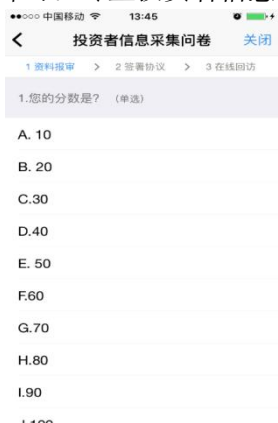 中国移动 13:45
投资者信息采集问卷 关闭
1 资料报审 > 2 签署协议 > 3 在线回访
1.您的分数是? (单选)
A. 10
B. 20
C.30
D.40
E. 50
F.60
G.70
H.80
I.90